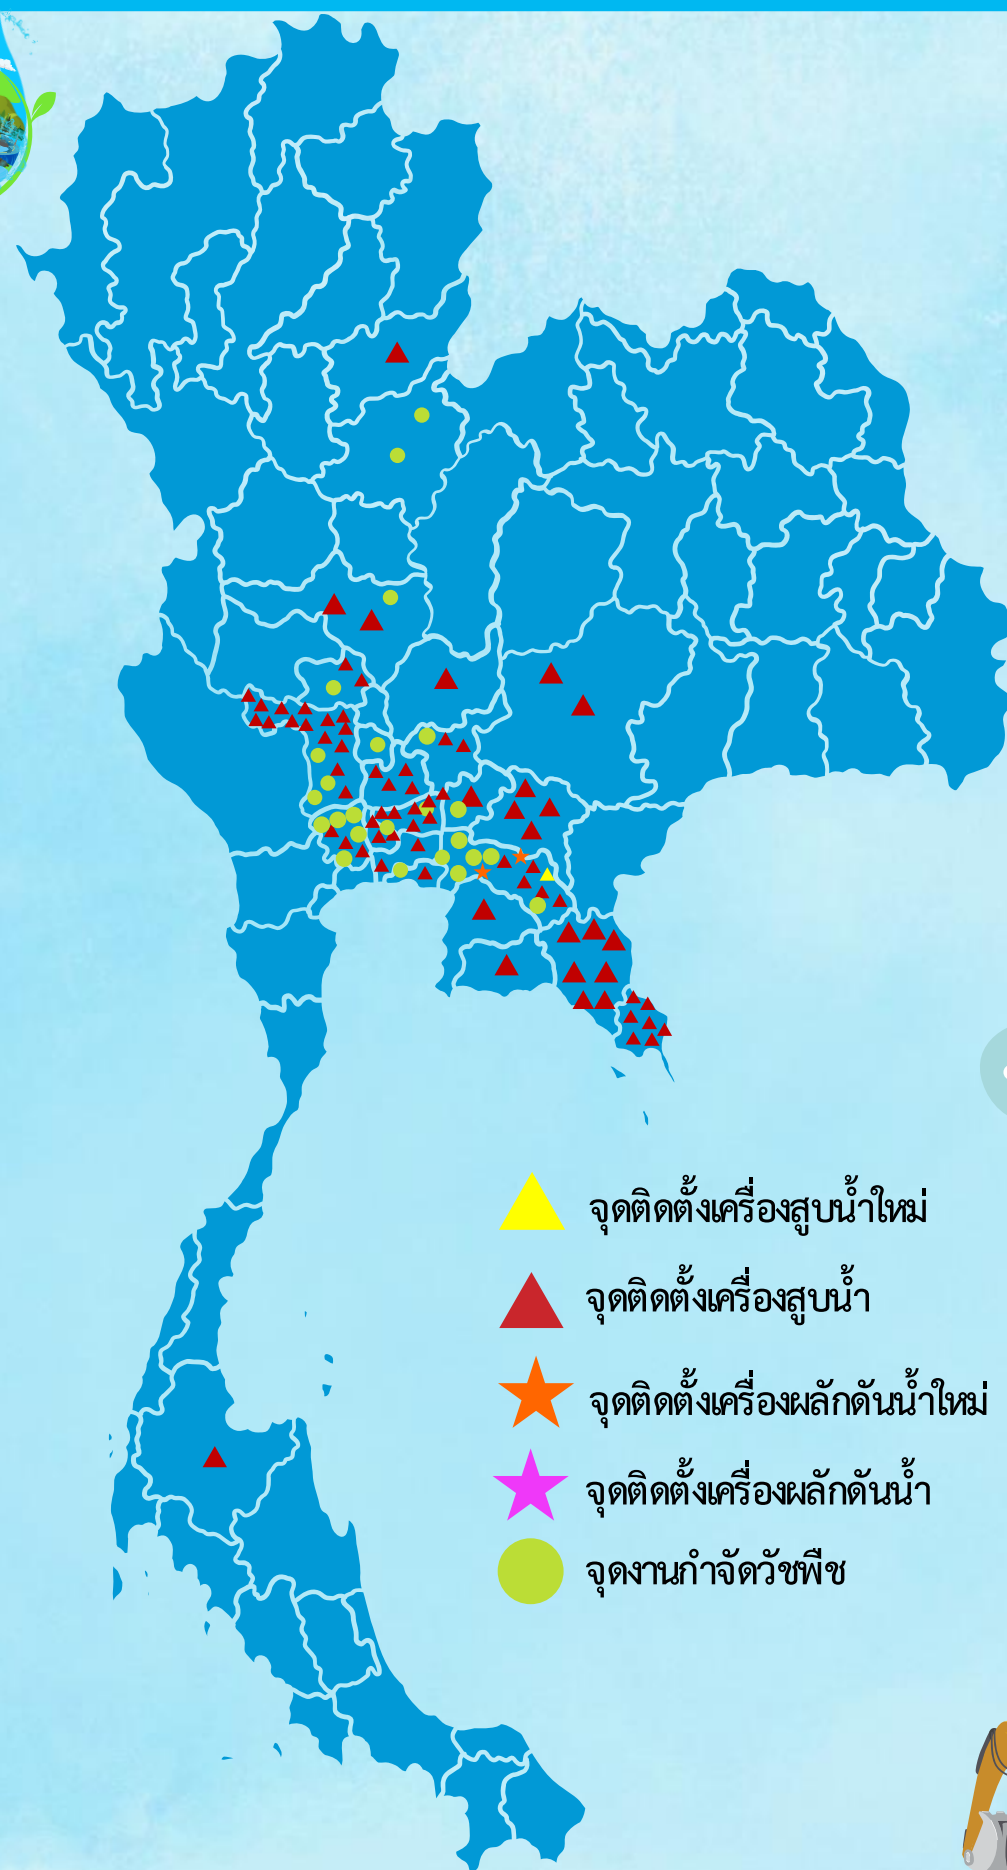 จุดติดตั้งเครื่องสูบน้ำใหม่
จุดติดตั้งเครื่องสูบน้ำ
จุดติดตั้งเครื่องผลักดันน้ำใหม่
จุดติดตั้งเครื่องผลักดันน้ำ
จุดงานกำจัดวัชพืช